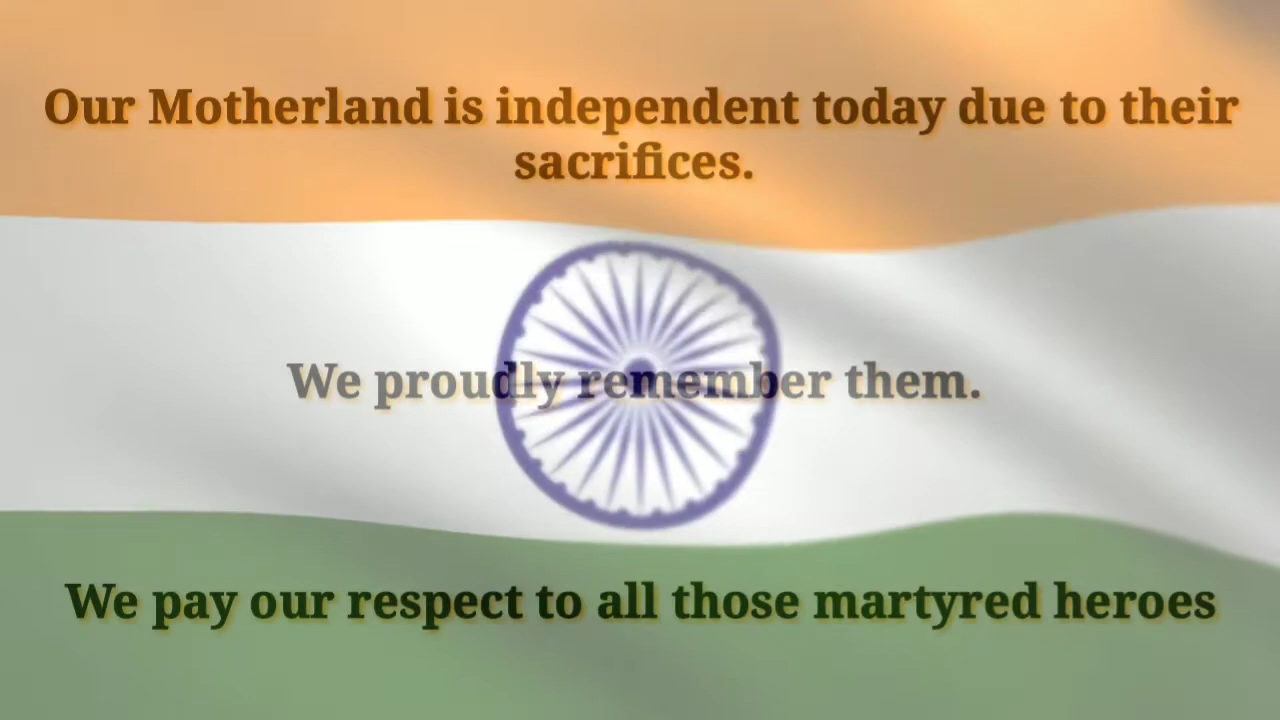 Our Motherland is independent today due to their
sacrifices.
We proudly remember them.
We pay our respect to all those martyred heroes